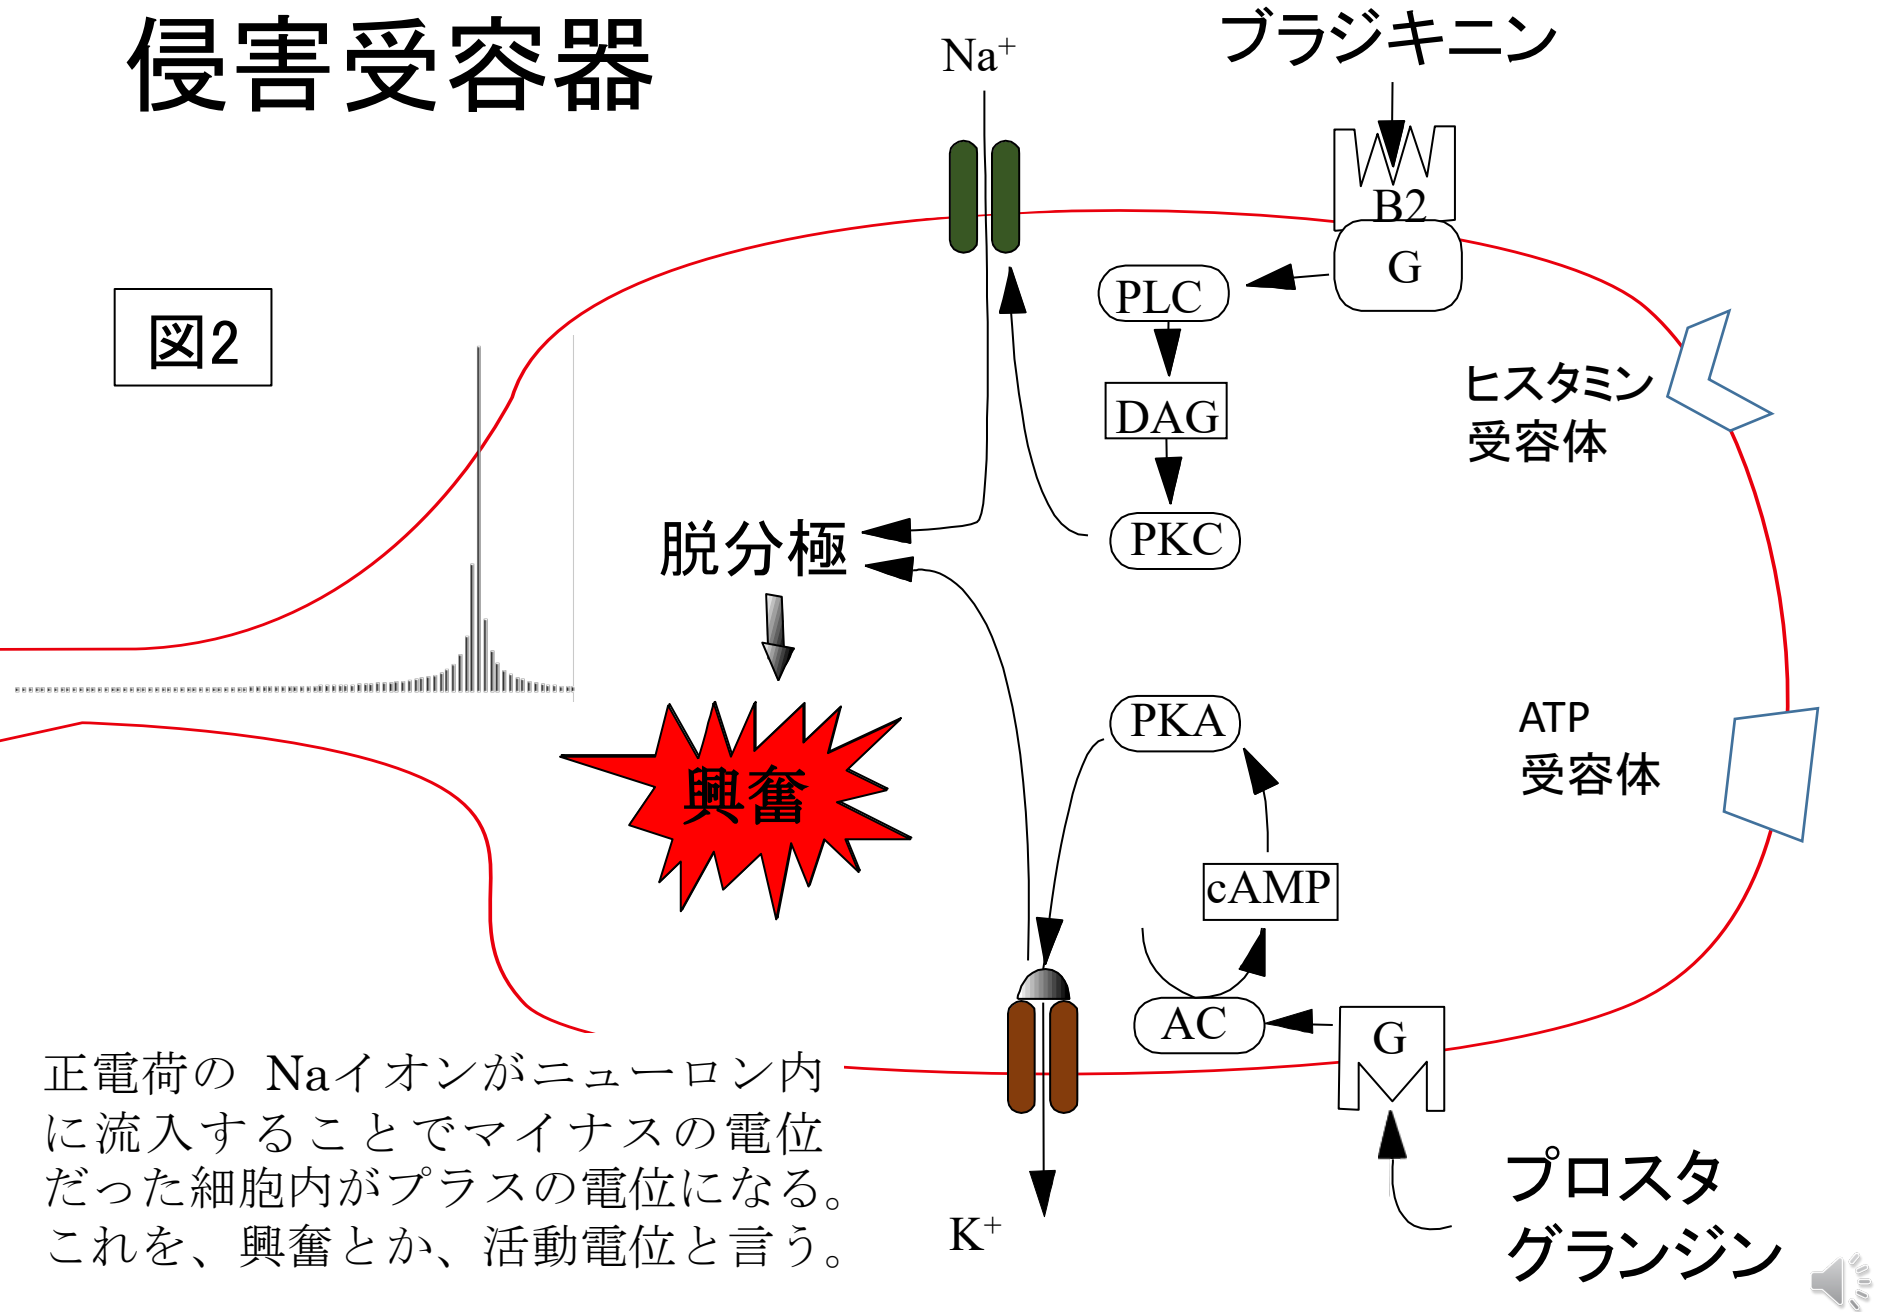 侵害受容器
Na⁺
ブラジキニン
B2
G
PLC
図2
DAG
ヒスタミン
受容体
PKC
脱分極
PKA
ATP
受容体
興奮
cAMP
AC
G
正電荷の Naイオンがニューロン内
に流入することでマイナスの電位
だった細胞内がプラスの電位になる。
これを、興奮とか、活動電位と言う。
K⁺
プロスタ
グランジン